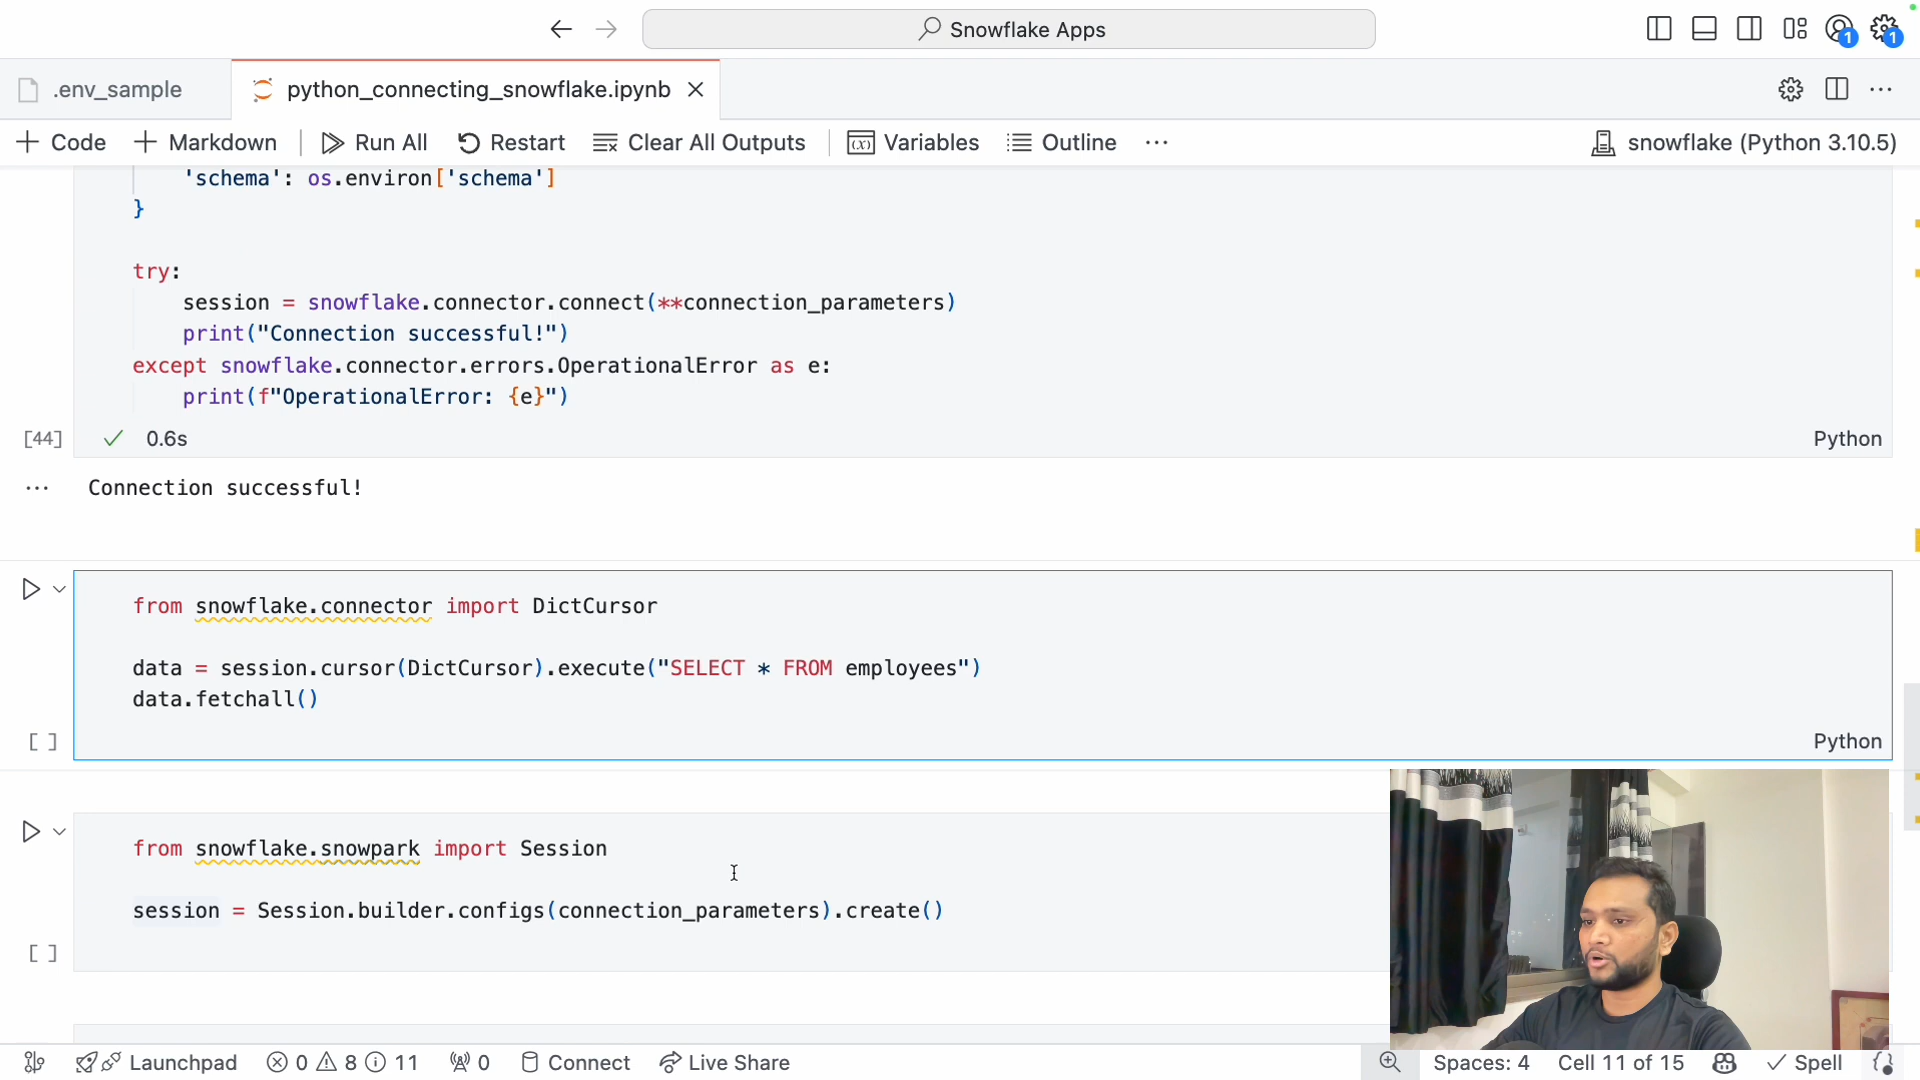 Snowflake Apps
1
1
.env_sample
python_connecting_snowflake.ipynb
Code
Markdown
Run All
Restart
Clear All Outputs
Variables
Outline
snowflake (Python 3.10.5)
'schema': os.environ['schema']
}
try:
session = snowflake.connector.connect(**connection_parameters)
print("Connection successful!")
except snowflake.connector.errors.OperationalError as e:
print(f"OperationalError: {e}")
[44]
0.6s
Python
Connection successful!
from snowflake.connector import DictCursor
data = session.cursor(DictCursor).execute("SELECT * FROM employees")
data.fetchall()
[ ]
Python
from snowflake.snowpark import Session
session = Session.builder.configs(connection_parameters).create()
[ ]
Launchpad 0 8 11 0 Connect Live Share Spaces: 4 Cell 11 of 15 Spell